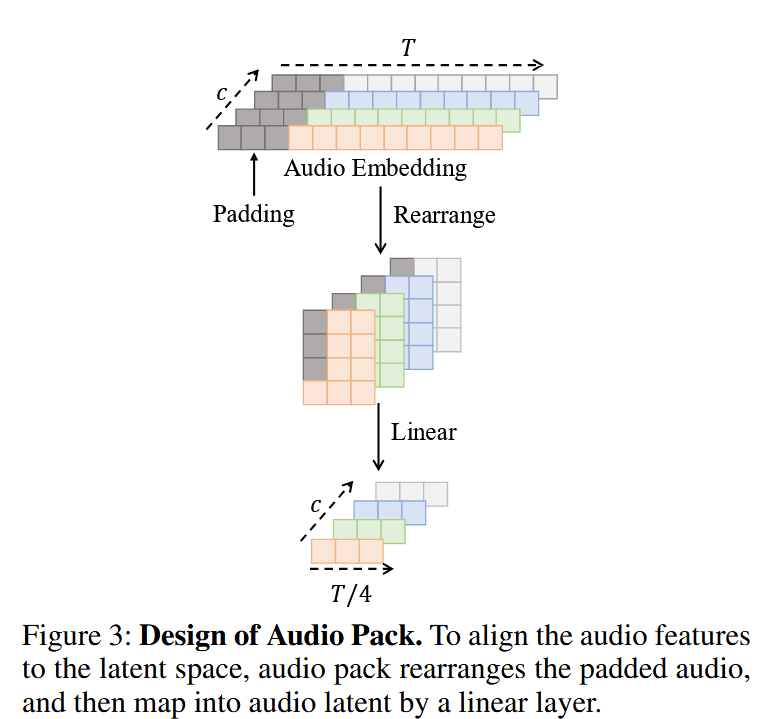 T
c
Audio Embedding
Padding
Rearrange
Linear
c
T/4
Figure 3: Design of Audio Pack. To align the audio features
to the latent space, audio pack rearranges the padded audio,
and then map into audio latent by a linear layer.